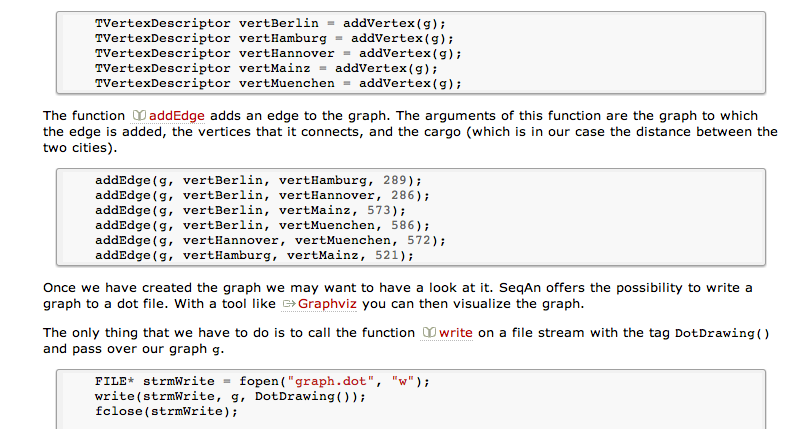 TVertexDescriptor vertBerlin = addVertex(g);
TVertexDescriptor vertHamburg = addVertex(g);
TVertexDescriptor vertHannover = addVertex(g);
TVertexDescriptor vertMainz = addVertex(g);
TVertexDescriptor vertMuenchen = addVertex(g);
The function addEdge adds an edge to the graph. The arguments of this function are the graph to which
the edge is added, the vertices that it connects, and the cargo (which is in our case the distance between the
two cities).
addEdge(g, vertBerlin, vertHamburg, 289);
addEdge(g, vertBerlin, vertHannover, 286);
addEdge(g, vertBerlin, vertMainz, 573);
addEdge(g, vertBerlin, vertMuenchen, 586);
addEdge(g, vertHannover, vertMuenchen, 572);
addEdge(g, vertHamburg, vertMainz, 521);
Once we have created the graph we may want to have a look at it. SeqAn offers the possibility to write a
graph to a dot file. With a tool like Graphviz you can then visualize the graph.
The only thing that we have to do is to call the function write on a file stream with the tag DotDrawing()
and pass over our graph g.
FILE* strmWrite = fopen("graph.dot", "w");
write(strmWrite, g, DotDrawing());
fclose(strmWrite);